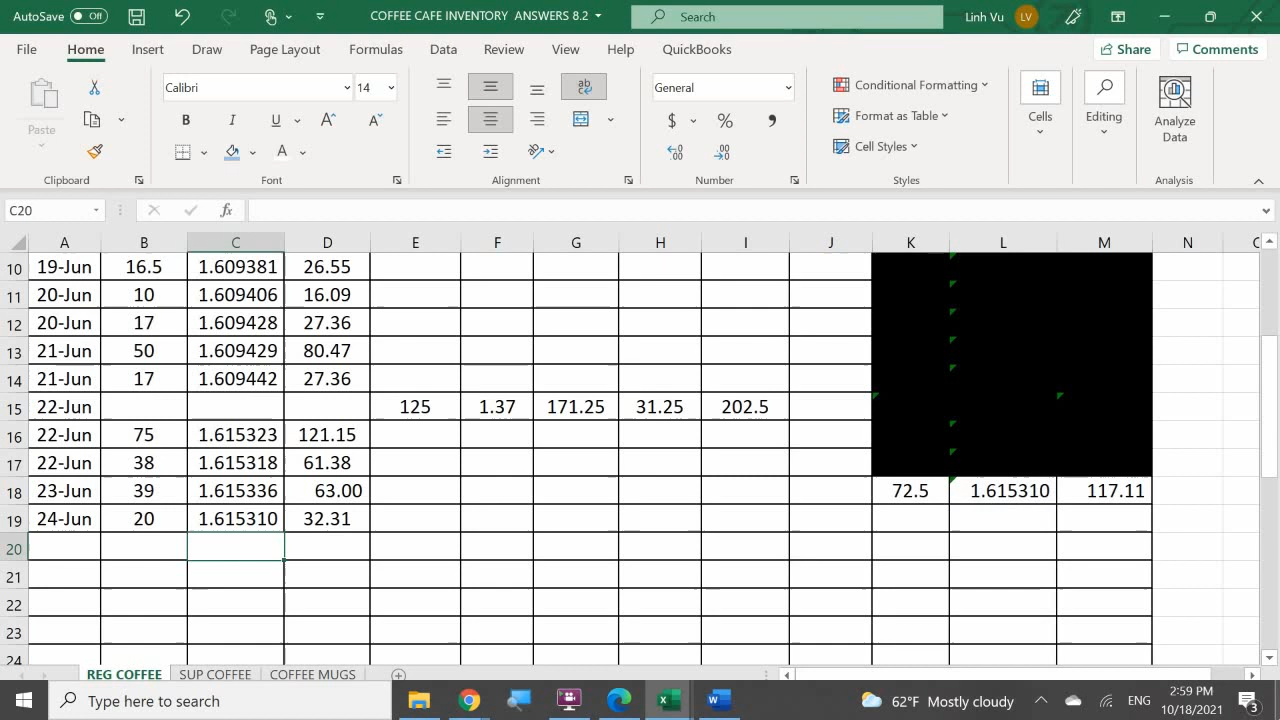 AutoSave Off COFFEE CAFE INVENTORY ANSWERS 8.2 Search Linh Vu LV
File Home Insert Draw Page Layout Formulas Data Review View Help QuickBooks Share Comments
Paste Calibri 14 ab c General $ % , Conditional Formatting Format as Table Cell Styles Cells Editing Analyze Data
B I U A A A
Clipboard Font Alignment Number Styles Analysis
C20 fx
A B C D E F G H I J K L M N
10 19-Jun 16.5 1.609381 26.55
11 20-Jun 10 1.609406 16.09
12 20-Jun 17 1.609428 27.36
13 21-Jun 50 1.609429 80.47
14 21-Jun 17 1.609442 27.36
15 22-Jun 125 1.37 171.25 31.25 202.5
16 22-Jun 75 1.615323 121.15
17 22-Jun 38 1.615318 61.38
18 23-Jun 39 1.615336 63.00 72.5 1.615310 117.11
19 24-Jun 20 1.615310 32.31
20
21
22
23
24
REG COFFEE SUP COFFEE COFFEE MUGS
Type here to search 62°F Mostly cloudy ENG 2:59 PM
10/18/2021 3